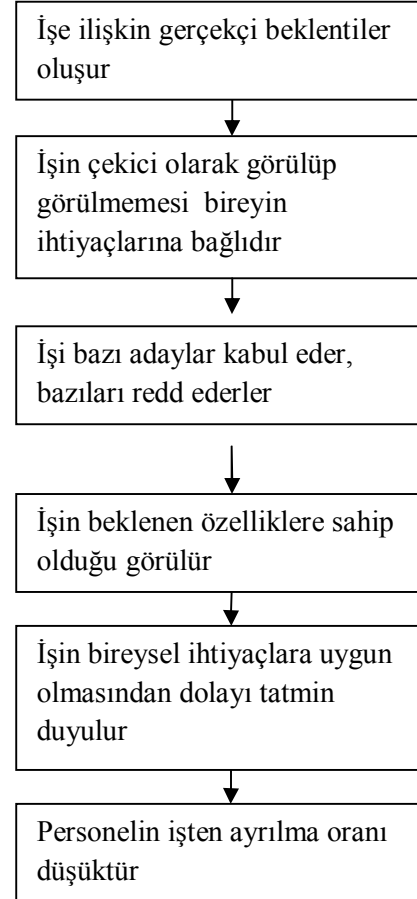 İşe ilişkin gerçekçi beklentiler
oluşur
İşin çekici olarak görülüp
görülmemesi bireyin
ihtiyaçlarına bağlıdır
İşi bazı adaylar kabul eder,
bazıları redd ederler
İşin beklenen özelliklere sahip
olduğu görülür
İşin bireysel ihtiyaçlara uygun
olmasından dolayı tatmin
duyulur
Personelin işten ayrılma oranı
düşüktür